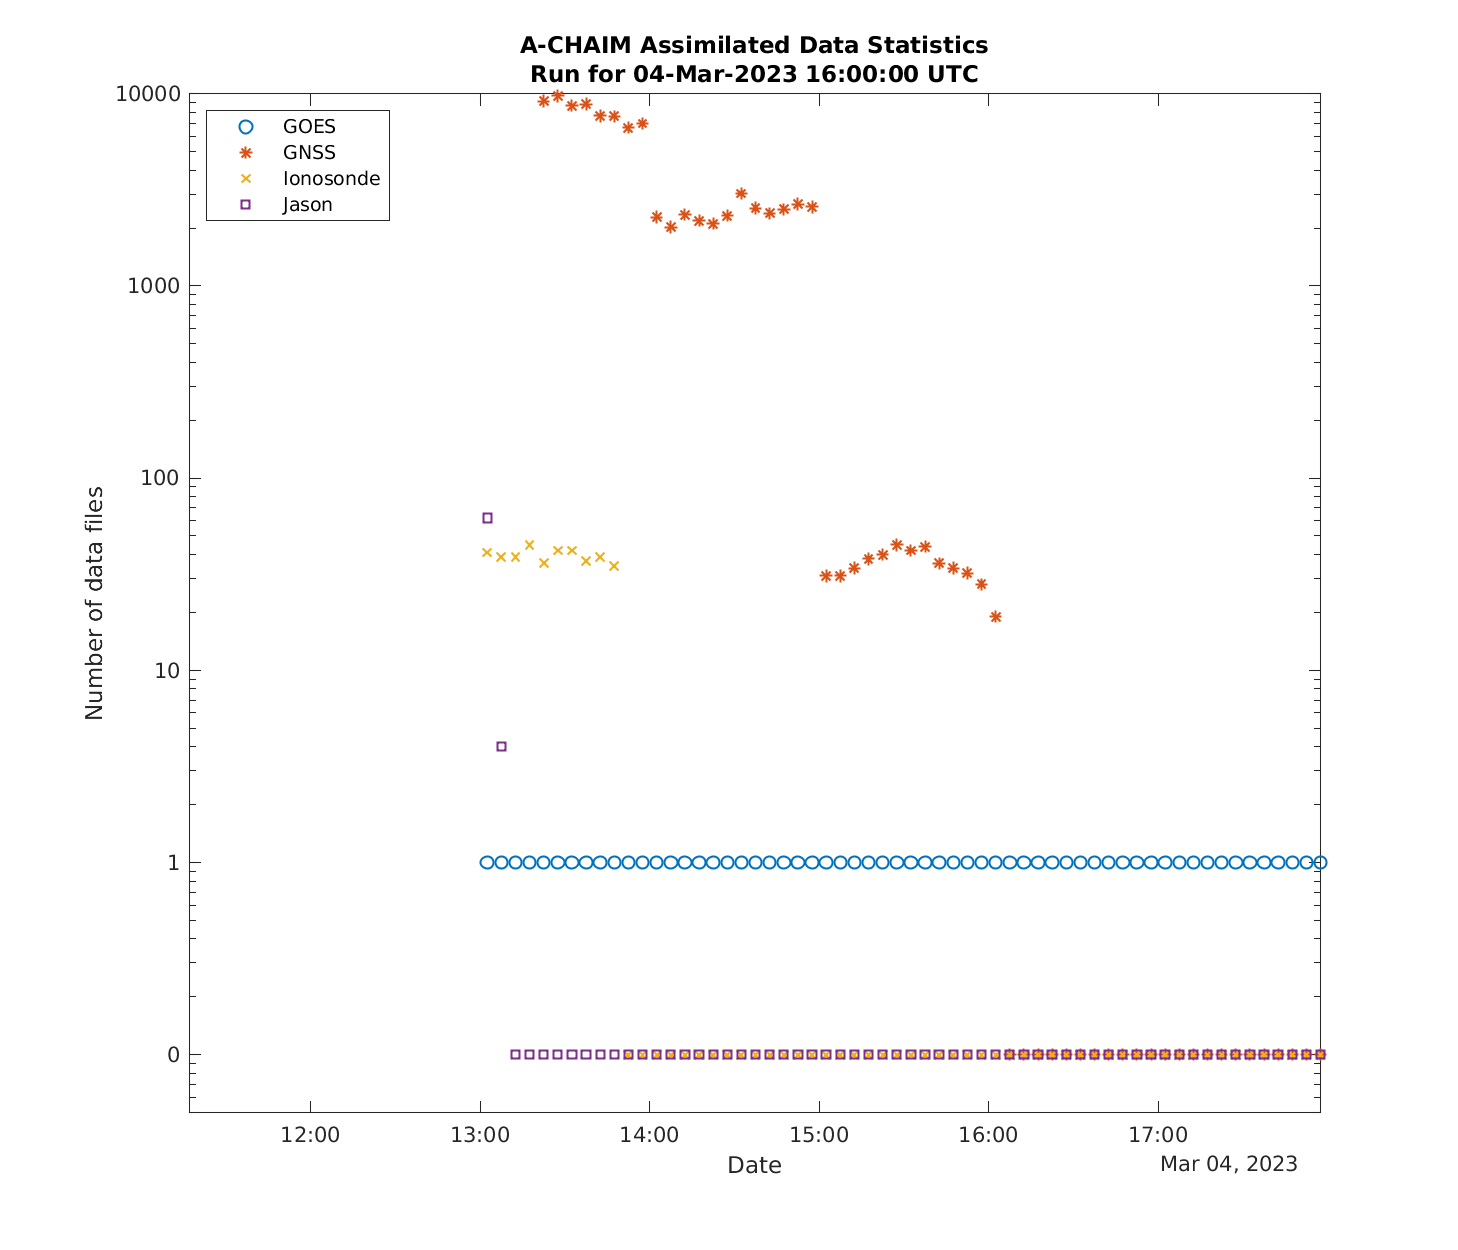 A-CHAIM Assimilated Data Statistics
Run for 04-Mar-2023 16:00:00 UTC
GOES
GNSS
Ionosonde
Jason
10000
1000
100
10
1
0
Number of data files
12:00 13:00 14:00 15:00 16:00 17:00
Date
Mar 04, 2023